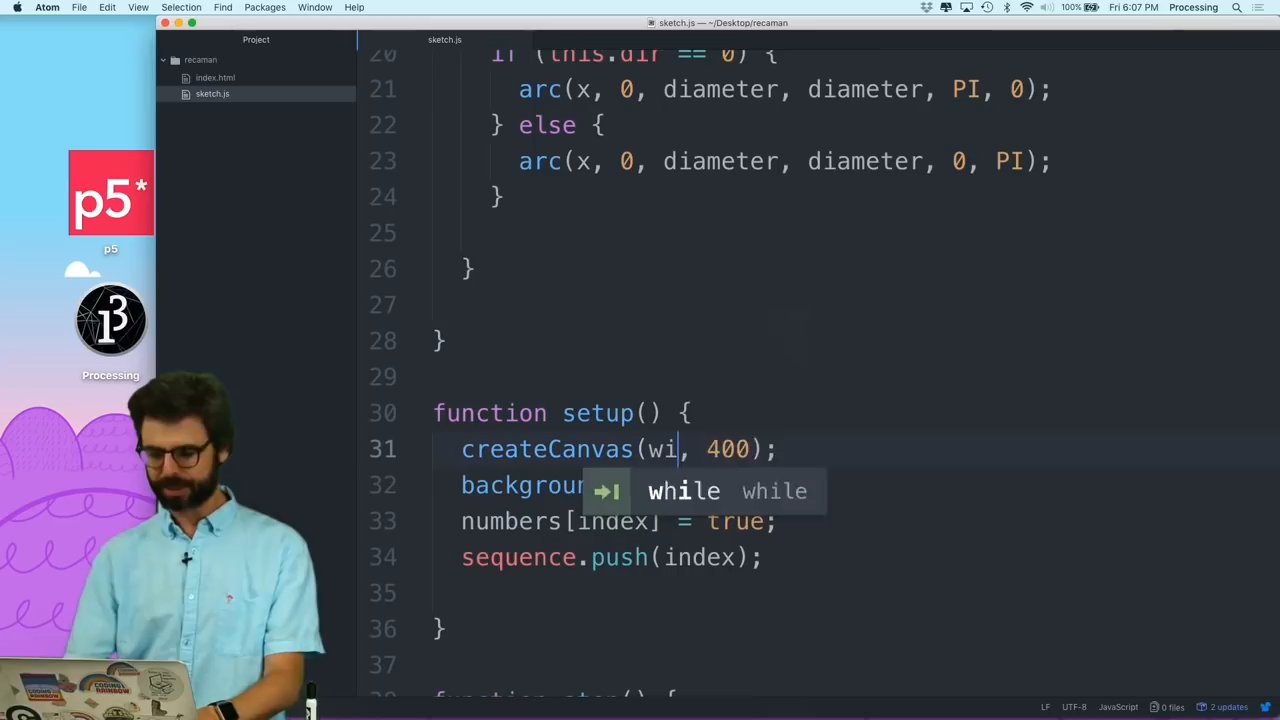 Atom File Edit View Selection Find Packages Window Help 100% Fri 6:07 PM Processing
sketch.js — ~/Desktop/recaman
Project sketch.js
recaman
index.html
sketch.js
p5*
p5
Processing
20 if (this.dir == 0) {
21 arc(x, 0, diameter, diameter, PI, 0);
22 } else {
23 arc(x, 0, diameter, diameter, 0, PI);
24 }
25
26 }
27
28 }
29
30 function setup() {
31 createCanvas(wi, 400);
32 backgroun
while while
33 numbers[index] = true;
34 sequence.push(index);
35
36 }
37
function step() {
LF UTF-8 JavaScript 0 files 2 updates